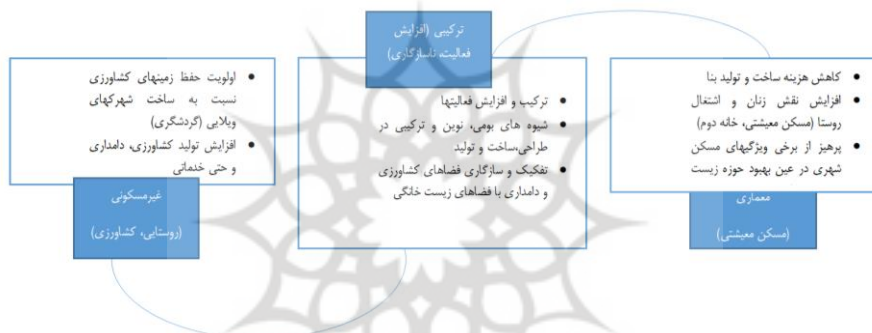 کاهش هزینه ساخت و تولید بنا
افزایش نقش زنان و اشتغال
روستا (مسکن معیشتی، خانه دوم)
پرهیز از برخی ویژگیهای مسکن
شهری در عین بهبود حوزه زیست
معماری
(مسکن معیشتی)
ترکیبی (افزایش
فعالیت، ناسازگاری)
ترکیب و افزایش فعالیتها
شیوه های بومی، نوین و ترکیبی در
طراحی،ساخت و تولید
تفکیک و سازگاری فضاهای کشاورزی
و دامداری با فضاهای زیست خانگی
اولویت حفظ زمینهای کشاورزی
نسبت به ساخت شهرکهای
ویلایی (گردشگری)
افزایش تولید کشاورزی، دامداری
و حتی خدماتی
غیرمسکونی
(روستایی، کشاورزی)